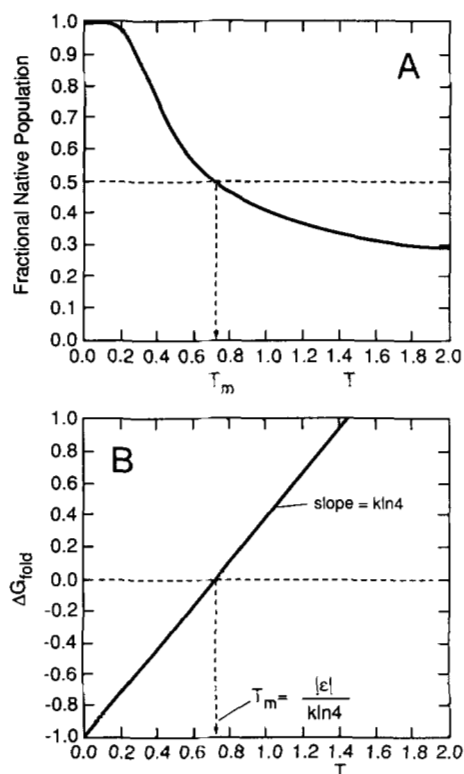 A
Fractional Native Population
1.0
0.9
0.8
0.7
0.6
0.5
0.4
0.3
0.2
0.1
0.0
0.0 0.2 0.4 0.6 0.8 1.0 1.2 1.4 1.6 1.8 2.0
Tm T
B
ΔGfold
1.0
0.8
0.6
0.4
0.2
0.0
-0.2
-0.4
-0.6
-0.8
-1.0
slope = kln4
Tm = |ε|
kln4
0.0 0.2 0.4 0.6 0.8 1.0 1.2 1.4 1.6 1.8 2.0
T